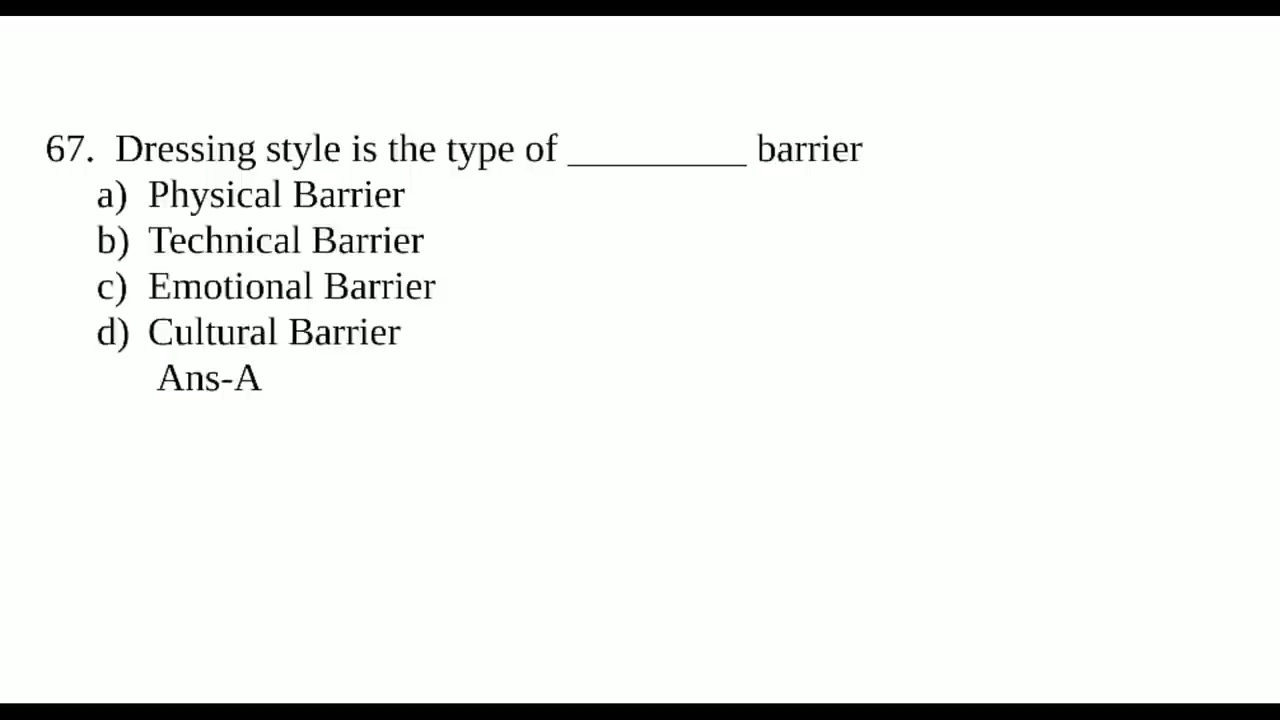 67. Dressing style is the type of _________ barrier
a) Physical Barrier
b) Technical Barrier
c) Emotional Barrier
d) Cultural Barrier
Ans-A